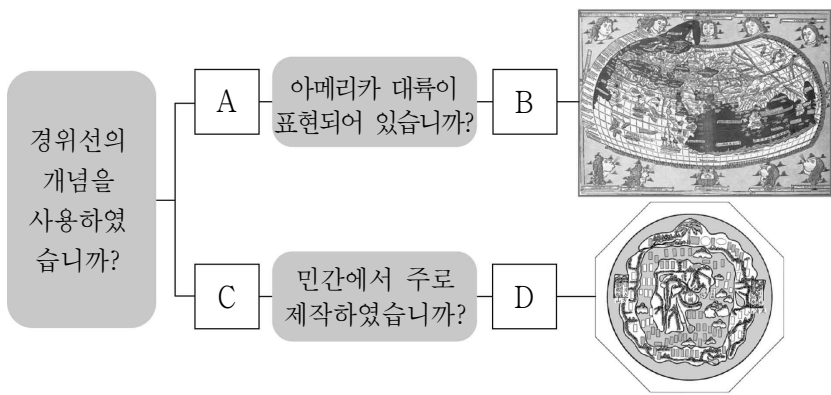 경위선의
개념을
사용하였
습니까?
A
아메리카 대륙이
표현되어 있습니까?
B
C
민간에서 주로
제작하였습니까?
D